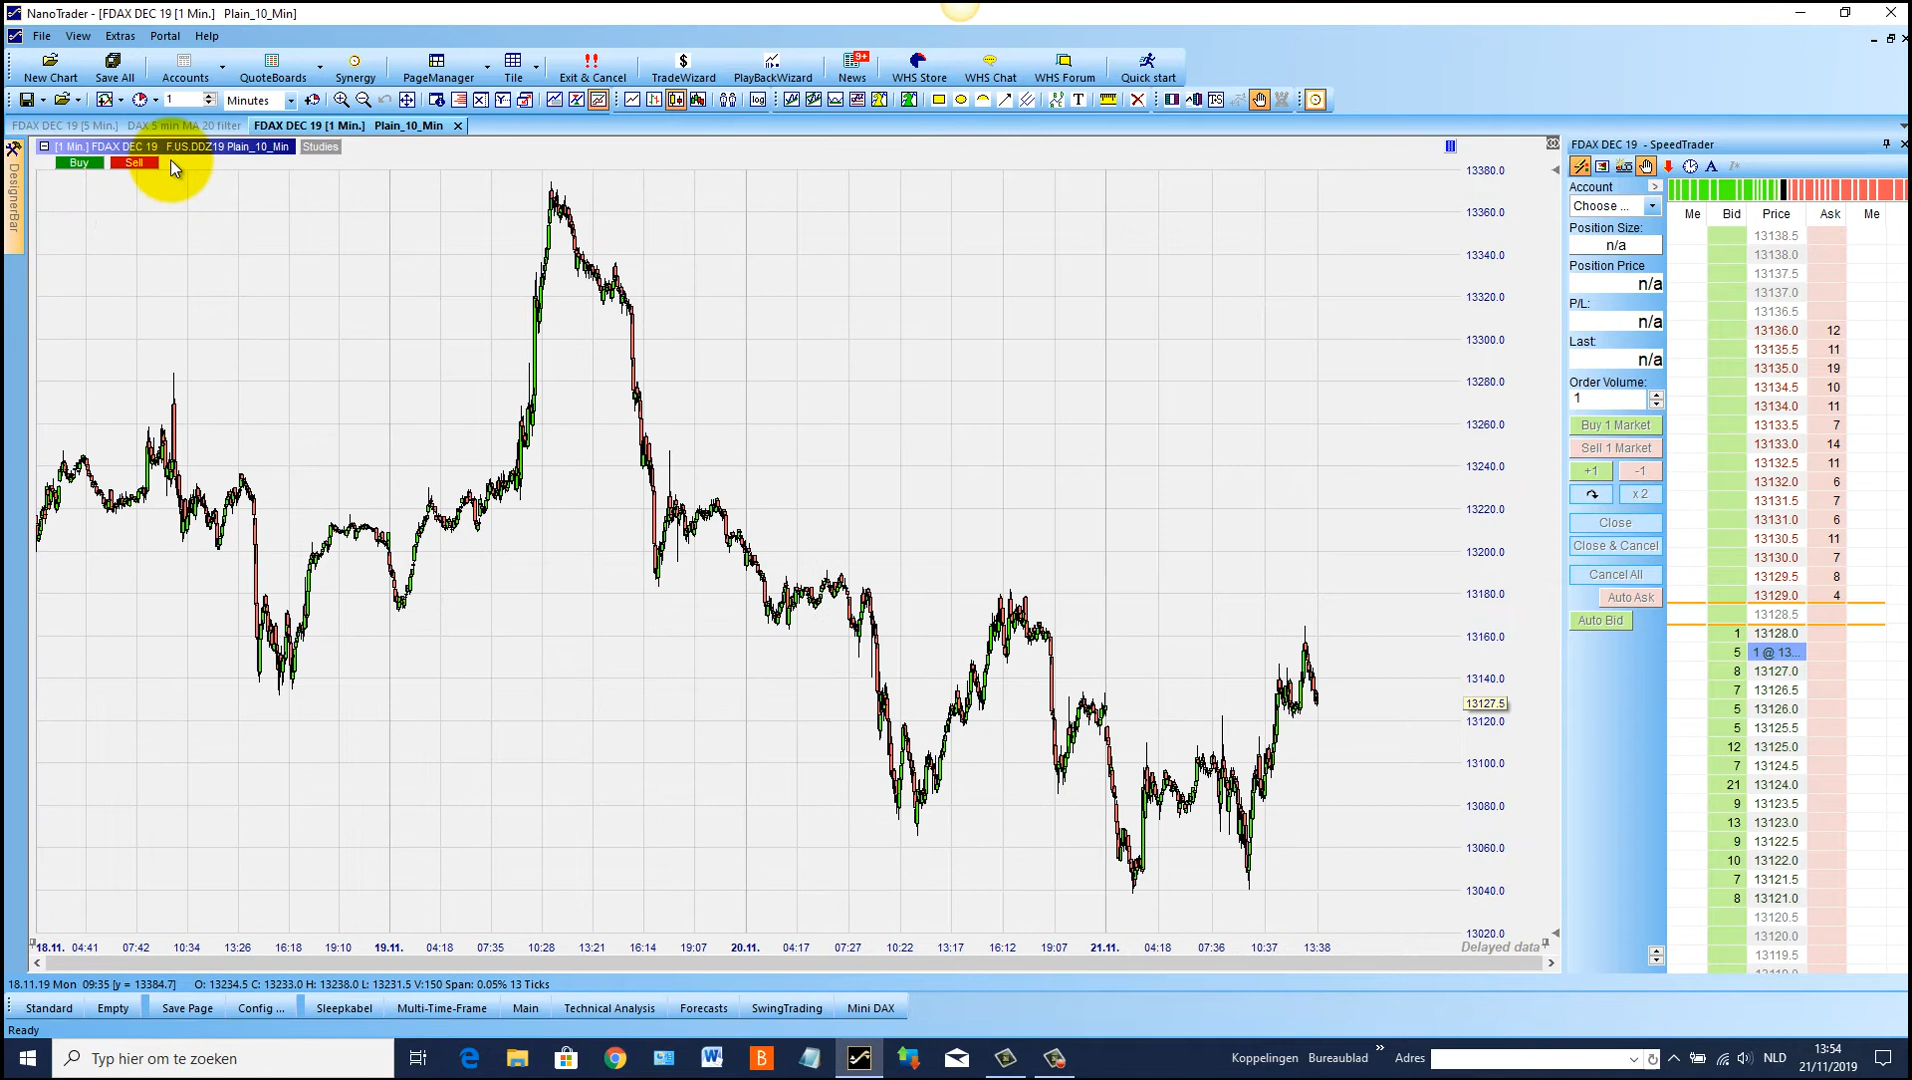 NanoTrader - [FDAX DEC 19 [1 Min.]   Plain_10_Min]
File View Extras Portal Help
New Chart Save All Accounts QuoteBoards Synergy PageManager Tile Exit & Cancel TradeWizard PlayBackWizard News 9+ WHS Store WHS Chat WHS Forum Quick start
1 Minutes log T T-S
FDAX DEC 19 [5 Min.]   DAX 5 min MA 20 filter FDAX DEC 19 [1 Min.]   Plain_10_Min
DesignerBar
[1 Min.] FDAX DEC 19   F.US.DDZ19 Plain_10_Min Studies
Buy Sell
13380.0
13360.0
13340.0
13320.0
13300.0
13280.0
13260.0
13240.0
13220.0
13200.0
13180.0
13160.0
13140.0
13127.5
13120.0
13100.0
13080.0
13060.0
13040.0
13020.0
18.11. 04:41 07:42 10:34 13:26 16:18 19:10 19.11. 04:18 07:35 10:28 13:21 16:14 19:07 20.11. 04:17 07:27 10:22 13:17 16:12 19:07 21.11. 04:18 07:36 10:37 13:38
Delayed data
FDAX DEC 19 - SpeedTrader
Account
Choose ...
Position Size:
n/a
Position Price
n/a
P/L:
n/a
Last:
n/a
Order Volume:
1
Buy 1 Market
Sell 1 Market
+1 -1
x 2
Close
Close & Cancel
Cancel All
Auto Ask
Auto Bid
Me Bid Price Ask Me
13138.5
13138.0
13137.5
13137.0
13136.5
13136.0 12
13135.5 11
13135.0 19
13134.5 10
13134.0 11
13133.5 7
13133.0 14
13132.5 11
13132.0 6
13131.5 7
13131.0 6
13130.5 11
13130.0 7
13129.5 8
13129.0 4
13128.5
1 13128.0
5 1 @ 13...
8 13127.0
7 13126.5
5 13126.0
5 13125.5
12 13125.0
7 13124.5
21 13124.0
9 13123.5
13 13123.0
9 13122.5
10 13122.0
7 13121.5
8 13121.0
13120.5
13120.0
13119.5
18.11.19 Mon   09:35 [y = 13384.7]   O: 13234.5 C: 13233.0 H: 13238.0 L: 13231.5 V:150 Span: 0.05% 13 Ticks
Standard Empty Save Page Config ... Sleepkabel Multi-Time-Frame Main Technical Analysis Forecasts SwingTrading Mini DAX
Ready
Typ hier om te zoeken Koppelingen Bureaublad Adres NLD
13:54
21/11/2019